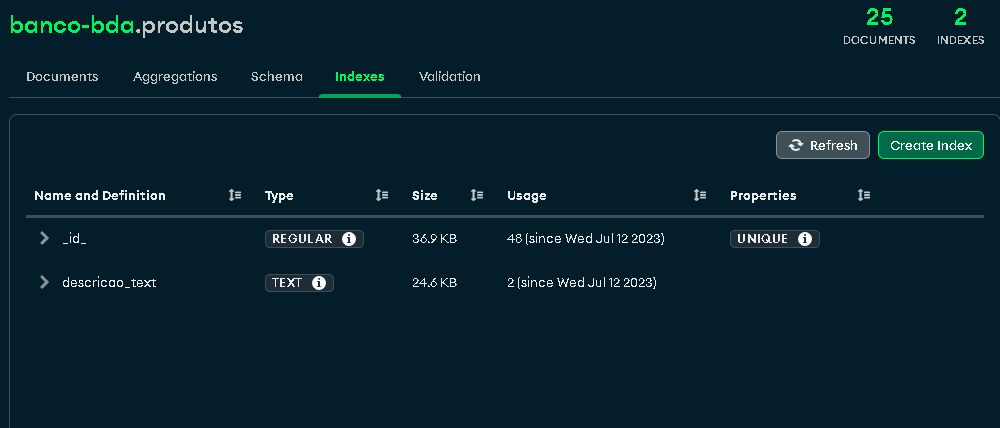 banco-bda.produtos
25 2
DOCUMENTS INDEXES
Documents Aggregations Schema Indexes Validation
Refresh Create Index
Name and Definition Type Size Usage Properties
_id_ REGULAR 36.9 KB 48 (since Wed Jul 12 2023) UNIQUE
descricao_text TEXT 24.6 KB 2 (since Wed Jul 12 2023)